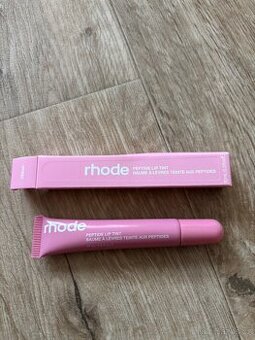 rhode
PEPTIDE LIP TINT
BAUME À LÈVRES TEINTÉ AUX PEPTIDES
rhode
PEPTIDE LIP TINT
BAUME À LÈVRES TEINTÉ AUX PEPTIDES